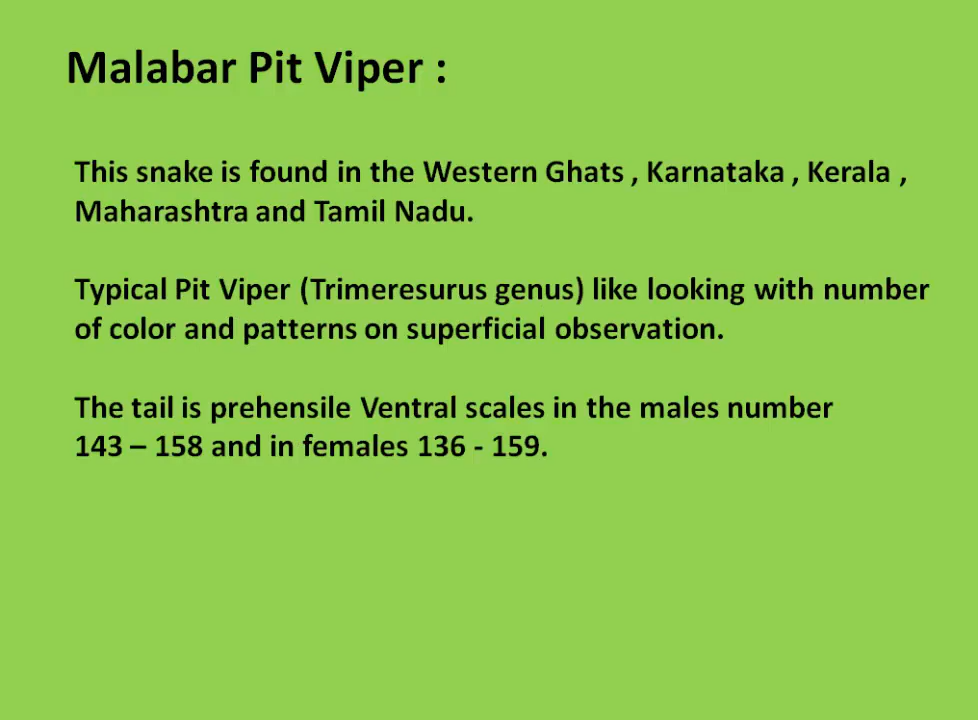 Malabar Pit Viper :
This snake is found in the Western Ghats , Karnataka , Kerala ,
Maharashtra and Tamil Nadu.
Typical Pit Viper (Trimeresurus genus) like looking with number
of color and patterns on superficial observation.
The tail is prehensile Ventral scales in the males number
143 – 158 and in females 136 - 159.